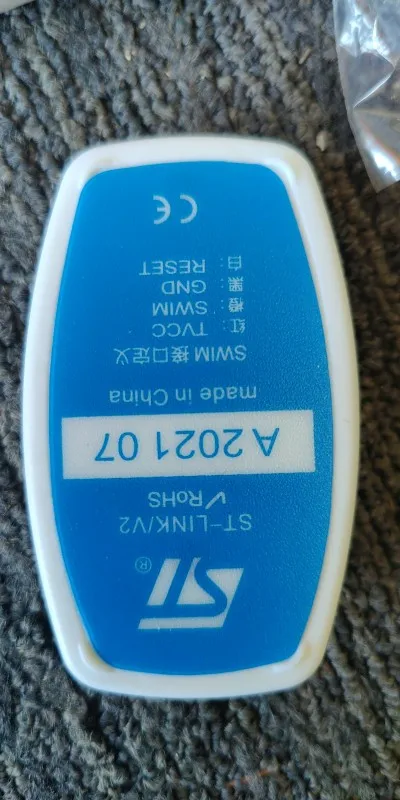 ST ®
ST-LINK/V2
√ RoHS
A 2021 07
made in China
SWIM 接口定义
红: TVCC
橙: SWIM
黑: GND
白: RESET
CE